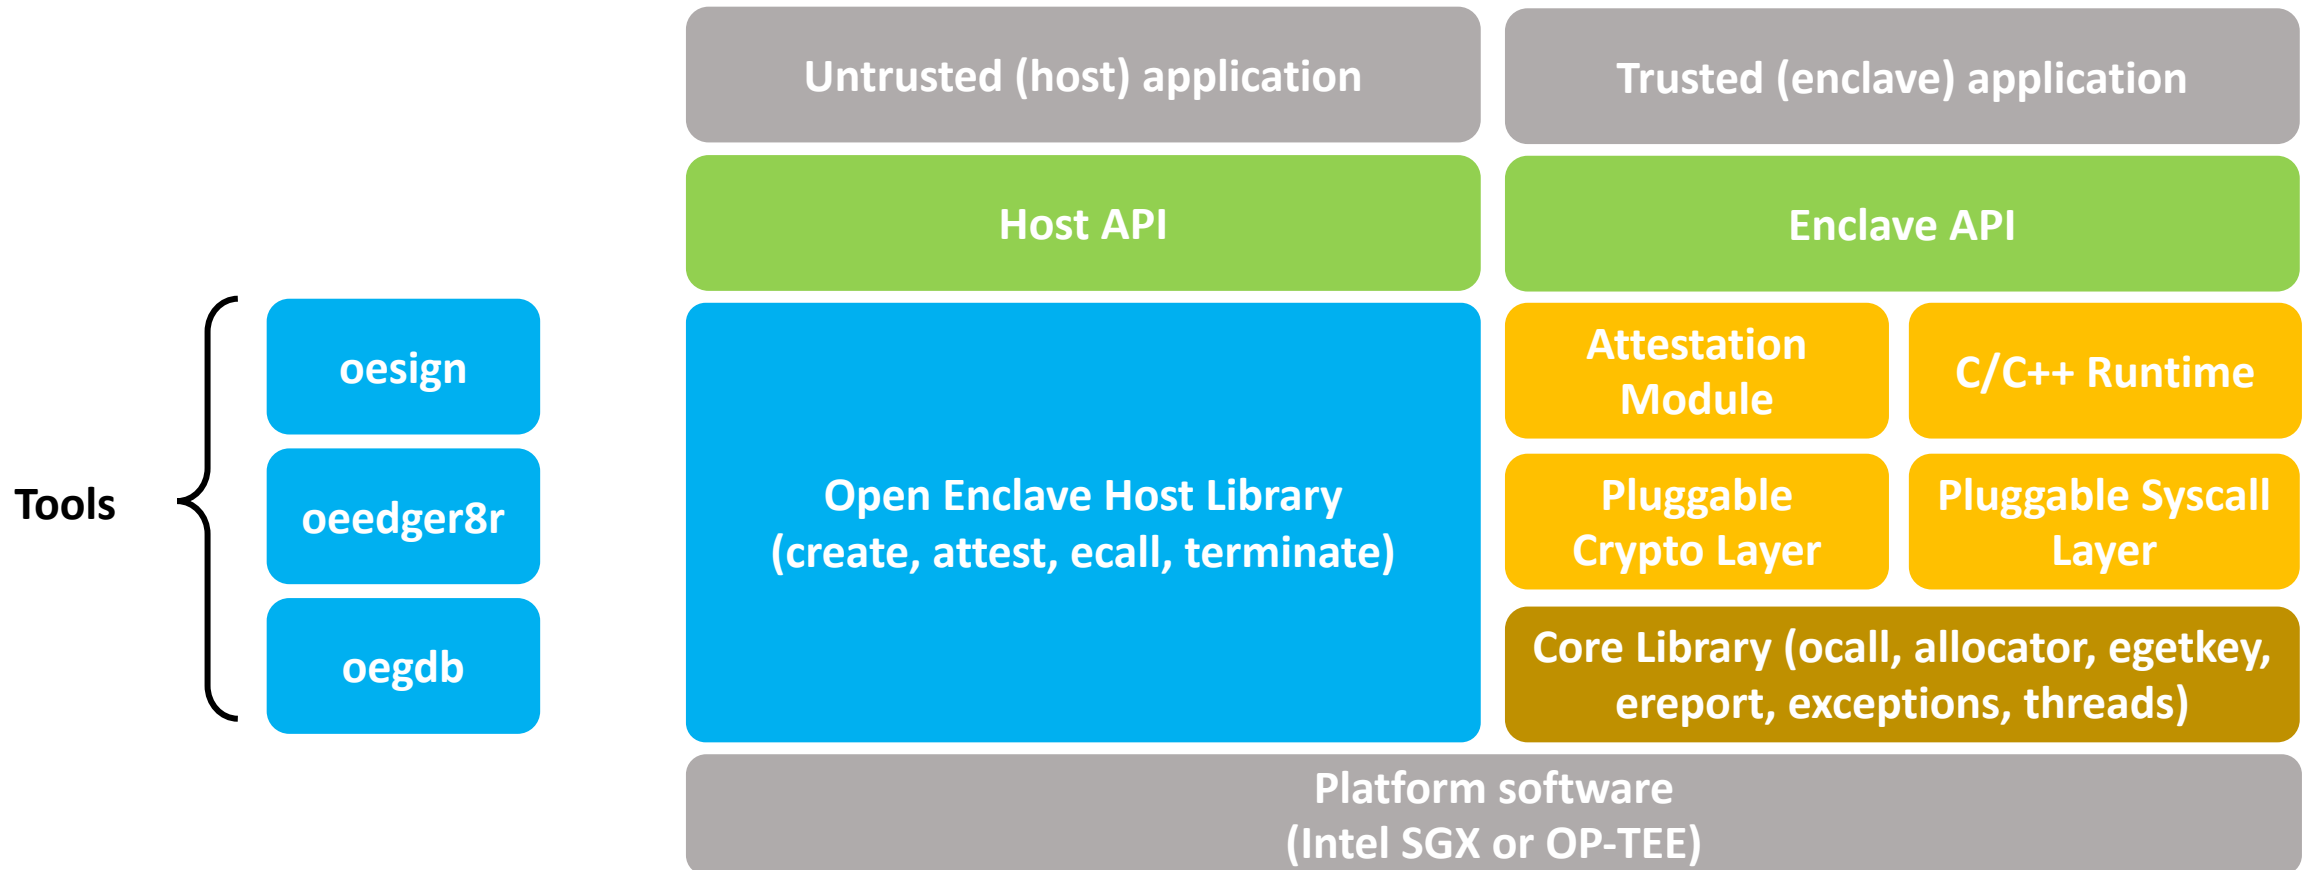 Untrusted (host) application
Trusted (enclave) application
Host API
Enclave API
Tools
oesign
oeedger8r
oegdb
Open Enclave Host Library
(create, attest, ecall, terminate)
Attestation
Module
C/C++ Runtime
Pluggable
Crypto Layer
Pluggable Syscall
Layer
Core Library (ocall, allocator, egetkey,
ereport, exceptions, threads)
Platform software
(Intel SGX or OP-TEE)